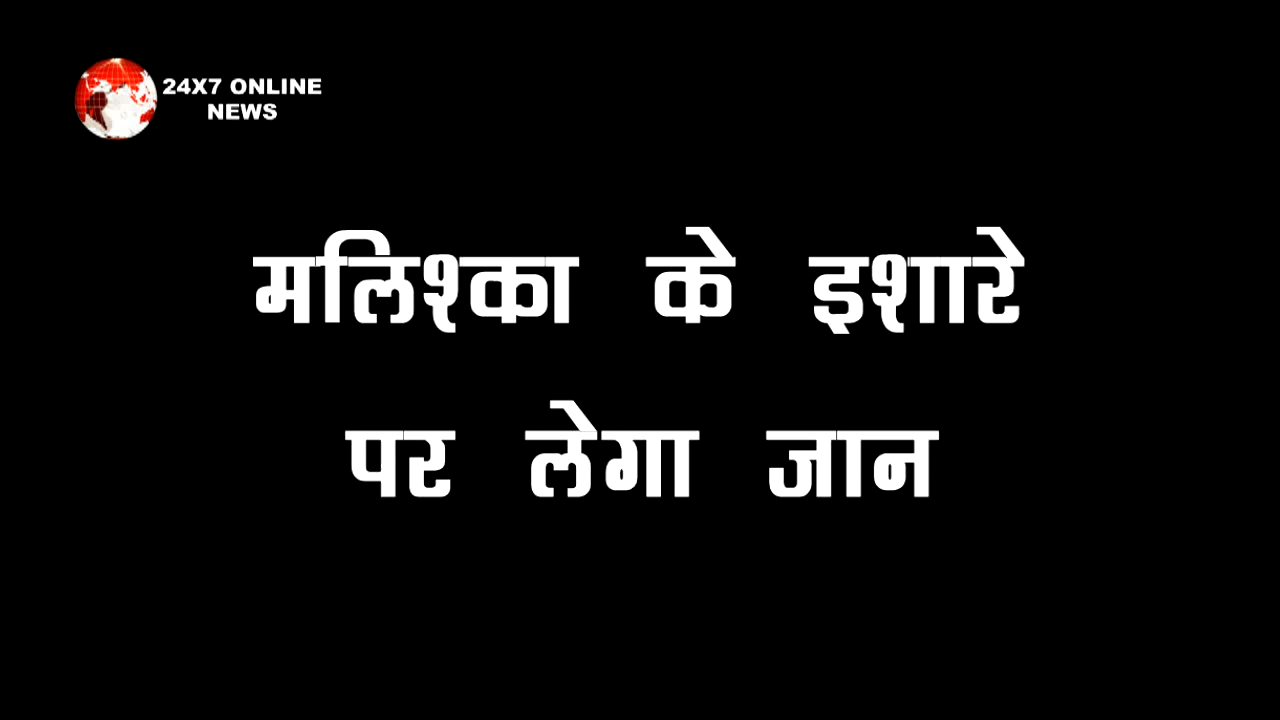 24X7 ONLINE
NEWS
मलिश्का के इशारे
पर लेगा जान